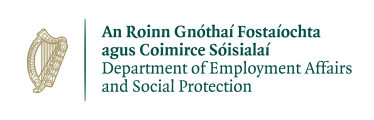 An Roinn Gnóthaí Fostaíochta
agus Coimirce Sóisialaí
Department of Employment Affairs
and Social Protection